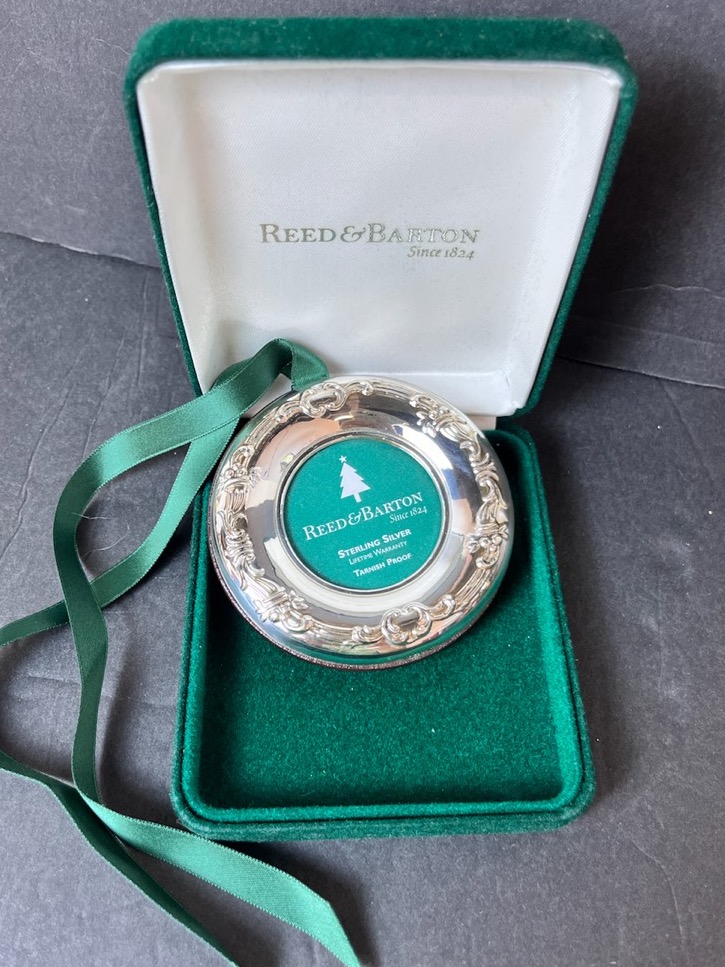 REED & BARTON
Since 1824
REED & BARTON
Since 1824
STERLING SILVER
LIFETIME WARRANTY
TARNISH PROOF